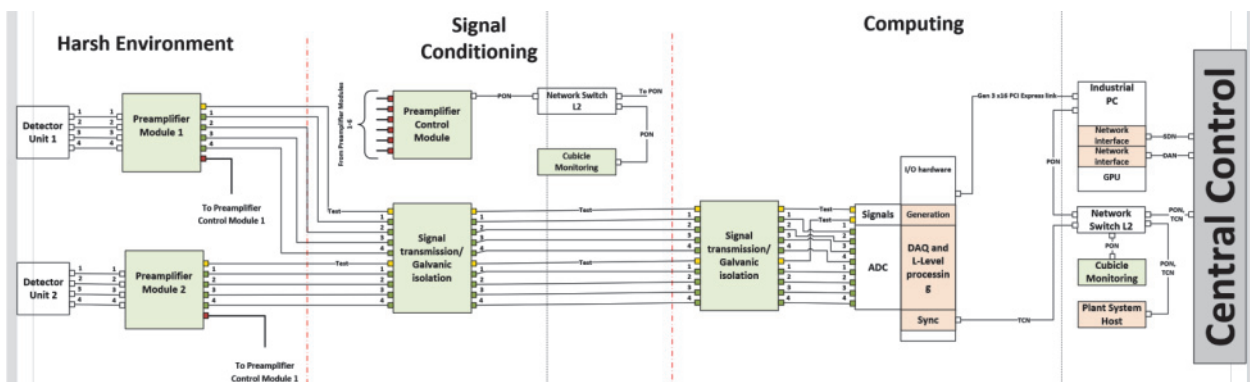 Harsh Environment
Signal
Conditioning
Computing
Detector
Unit 1
1
2
3
4
1
2
3
4
Preamplifier
Module 1
1
2
3
4
To Preamplifier
Control Module 1
Detector
Unit 2
1
2
3
4
1
2
3
4
Preamplifier
Module 2
Test
1
2
3
4
To Preamplifier
Control Module 1
From Preamplifier Modules
1-6
Preamplifier
Control
Module
PON
Network Switch
L2
To PON
PON
Cubicle
Monitoring
Test
Signal
transmission/
Galvanic
isolation
1
2
3
4
1
2
3
4
Test
Test
Signal
transmission/
Galvanic
isolation
1
2
3
4
1
2
3
4
Test
Test
Signals
ADC
1
2
3
4
1
2
3
4
I/O hardware
Generation
DAQ and
L-Level
processin
g
Sync
Gen 3 x16 PCI Express link
PON
TCN
Industrial
PC
Network
Interface
Network
Interface
GPU
SDN
DAN
Network
Switch L2
PON,
TCN
PON
Cubicle
Monitoring
PON,
TCN
Plant System
Host
Central Control